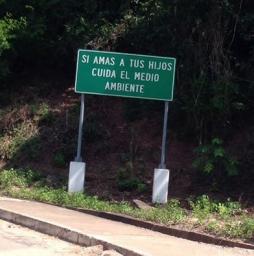 SI AMAS A TUS HIJOS
CUIDA EL MEDIO
AMBIENTE